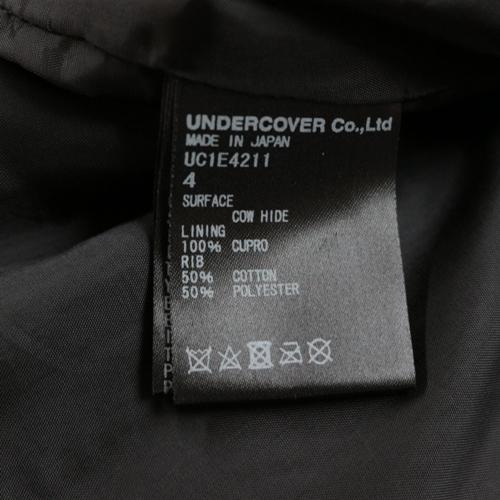 UNDERCOVER Co.,Ltd
MADE IN JAPAN
UC1E4211
4
SURFACE
COW HIDE
LINING
100% CUPRO
RIB
50% COTTON
50% POLYESTER